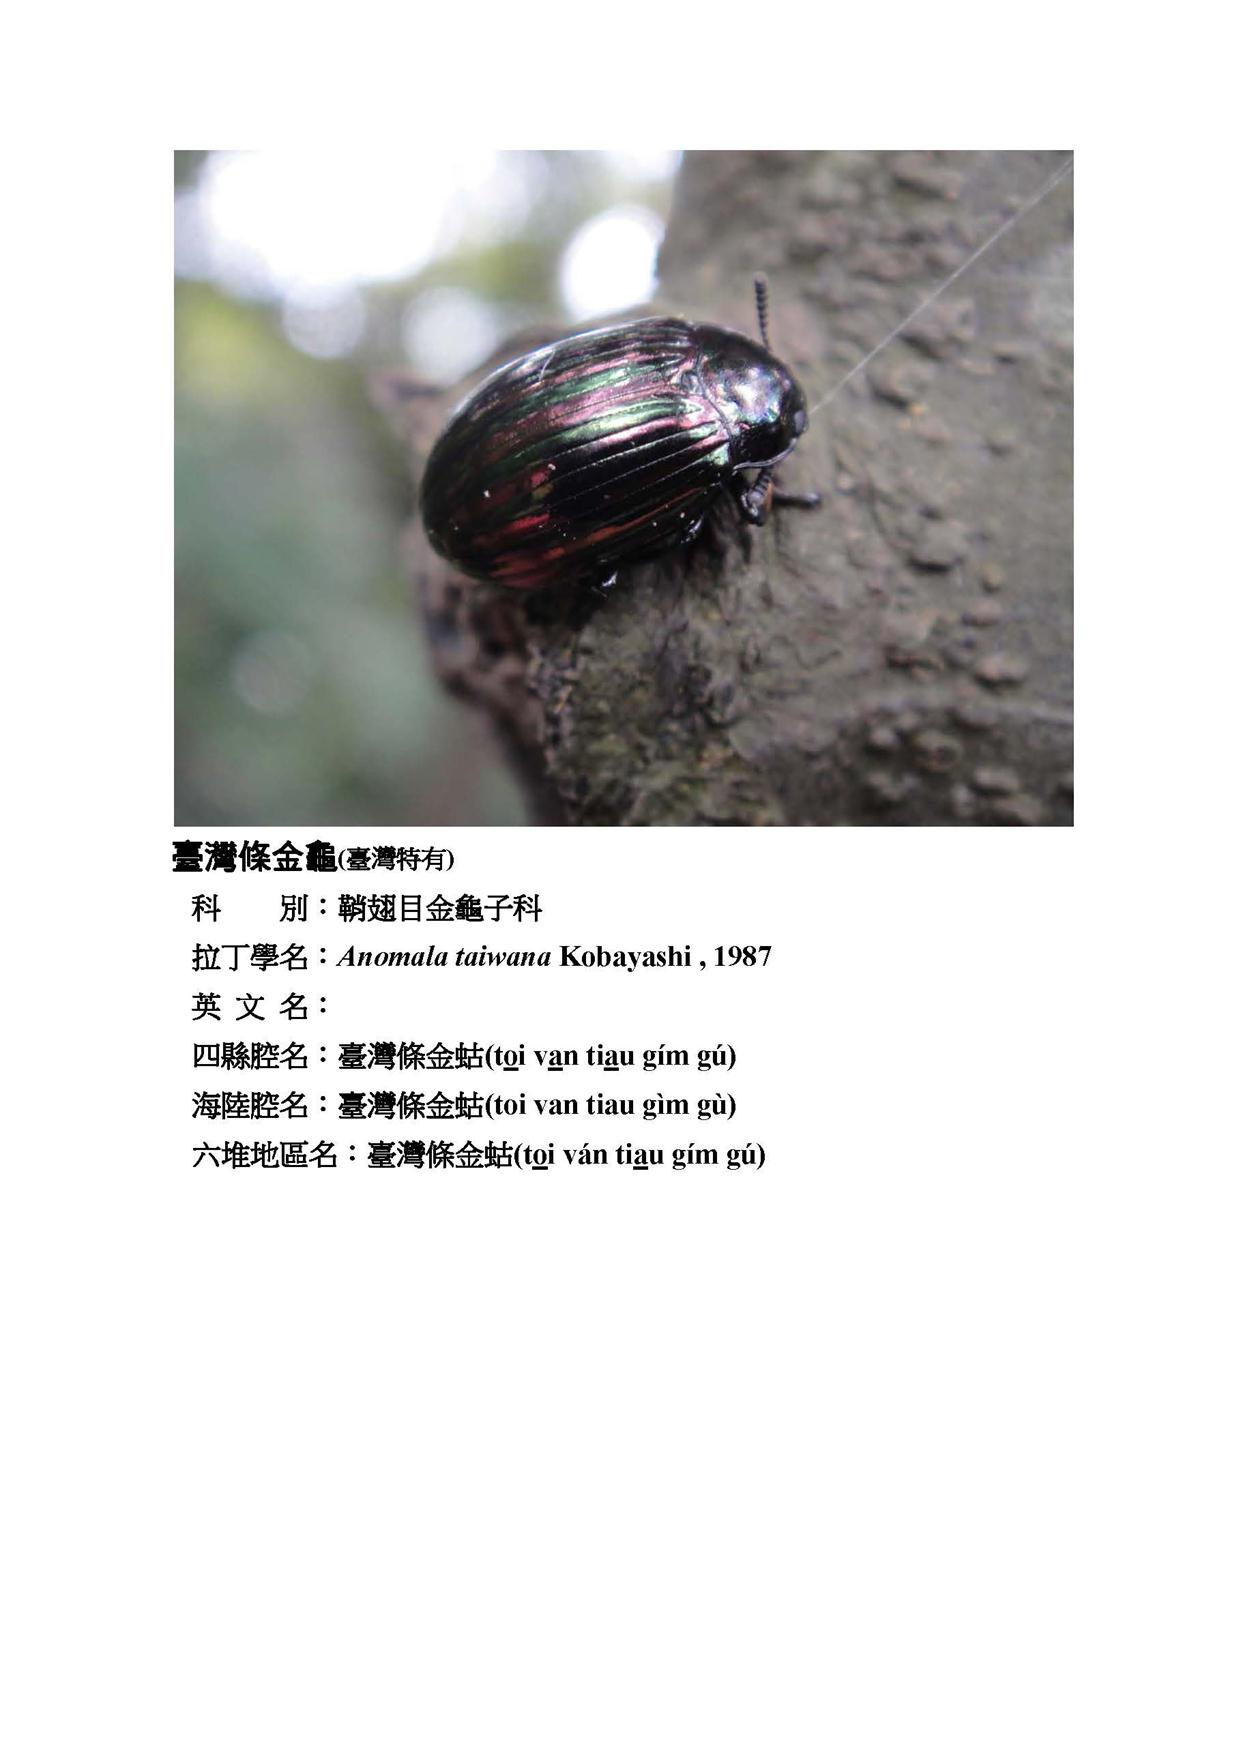 臺灣條金龜(臺灣特有)
科　　別：鞘翅目金龜子科
拉丁學名：Anomala taiwana Kobayashi , 1987
英 文 名：
四縣腔名：臺灣條金蛄(to̲i va̲n tia̲u gím gú)
海陸腔名：臺灣條金蛄(toi van tiau gìm gù)
六堆地區名：臺灣條金蛄(to̲i ván tia̲u gím gú)